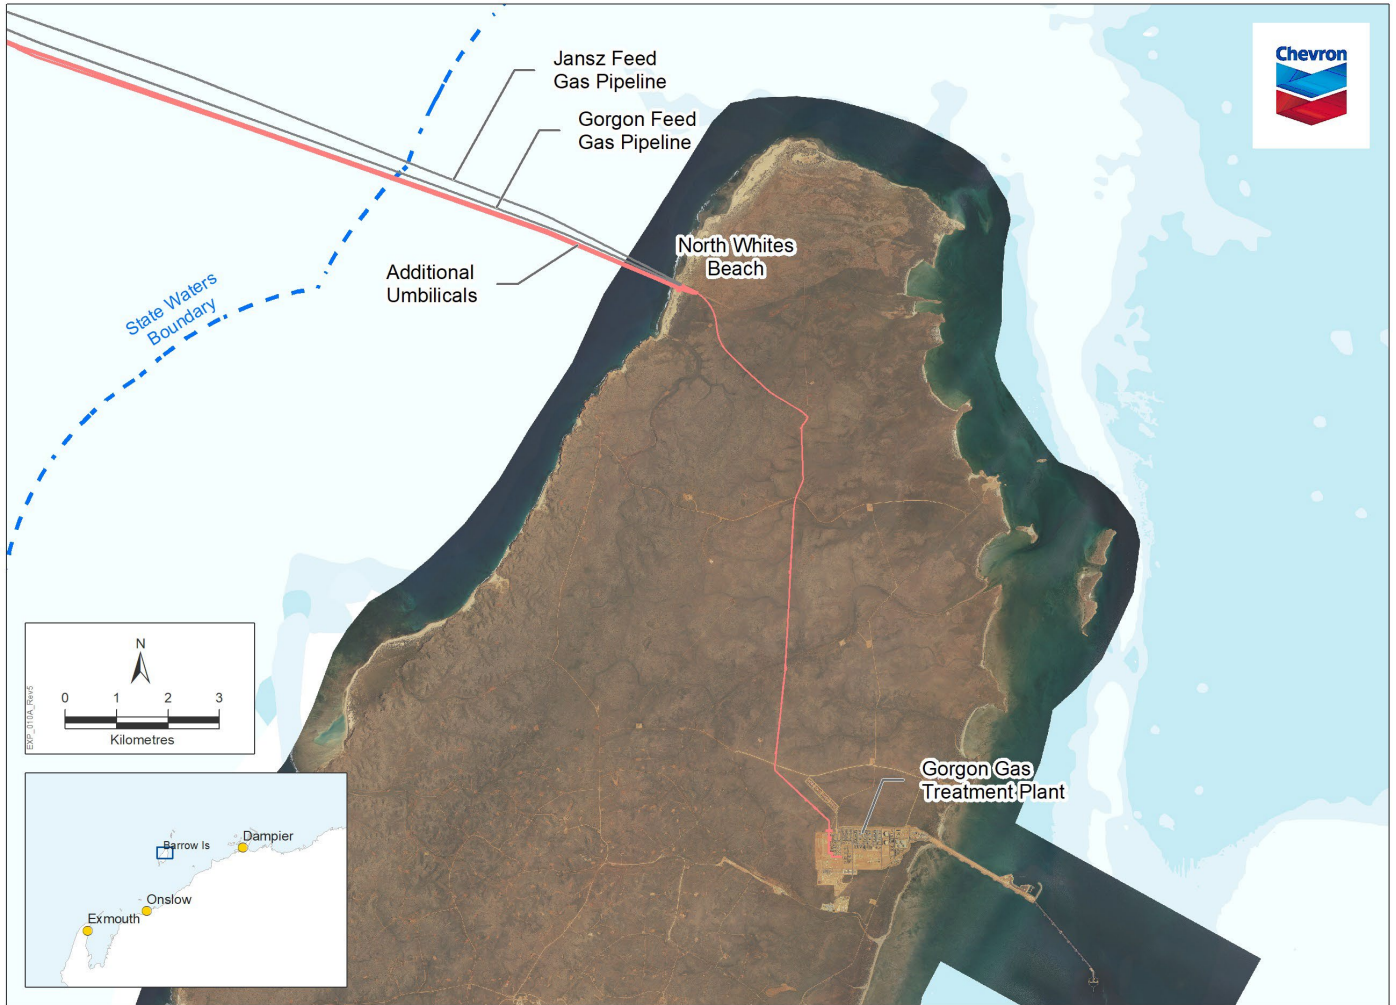 Chevron
Jansz Feed
Gas Pipeline
Gorgon Feed
Gas Pipeline
North Whites
Beach
Additional
Umbilicals
State Waters
Boundary
N
0 1 2 3
Kilometres
EXP_010A_Rev5
Gorgon Gas
Treatment Plant
Dampier
Barrow Is
Onslow
Exmouth